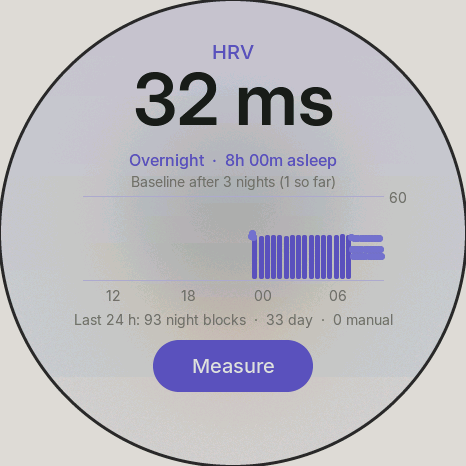 HRV
32 ms
Overnight · 8h 00m asleep
Baseline after 3 nights (1 so far)
60
12 18 00 06
Last 24 h: 93 night blocks · 33 day · 0 manual
Measure